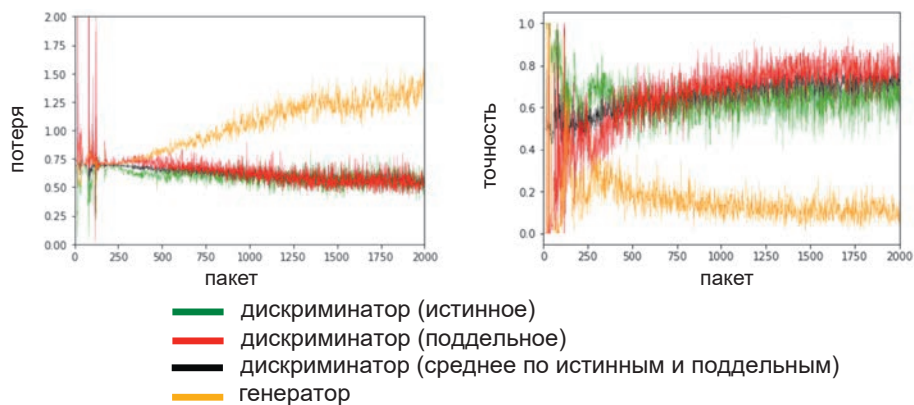 2.00
1.75
1.50
1.25
1.00
0.75
0.50
0.25
0.00
потеря
0 250 500 750 1000 1250 1500 1750 2000
пакет
1.0
0.8
0.6
0.4
0.2
0.0
точность
0 250 500 750 1000 1250 1500 1750 2000
пакет
дискриминатор (истинное)
дискриминатор (поддельное)
дискриминатор (среднее по истинным и поддельным)
генератор